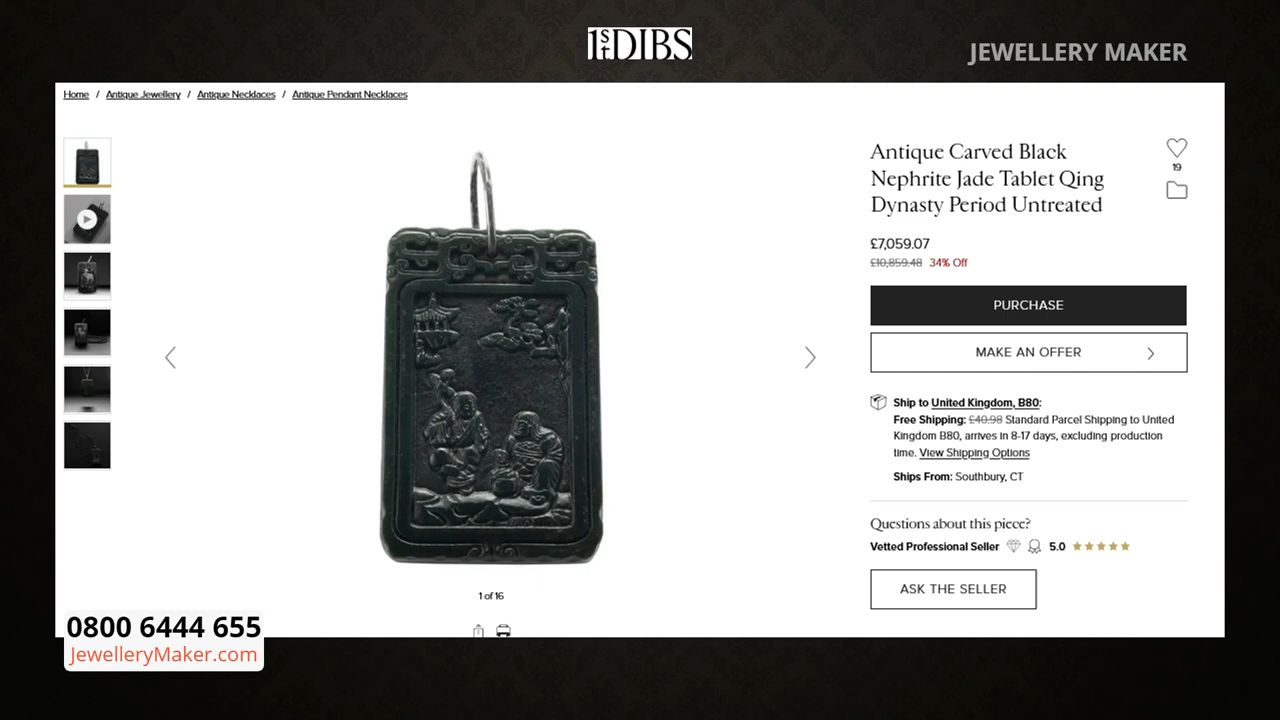 1stDIBS
JEWELLERY MAKER
Home / Antique Jewellery / Antique Necklaces / Antique Pendant Necklaces
Antique Carved Black
Nephrite Jade Tablet Qing
Dynasty Period Untreated
19
£7,059.07
£10,859.48 34% Off
PURCHASE
MAKE AN OFFER
Ship to United Kingdom, B80:
Free Shipping: £40.98 Standard Parcel Shipping to United
Kingdom B80, arrives in 8-17 days, excluding production
time. View Shipping Options
Ships From: Southbury, CT
Questions about this piece?
Vetted Professional Seller 5.0
ASK THE SELLER
1 of 16
0800 6444 655
JewelleryMaker.com